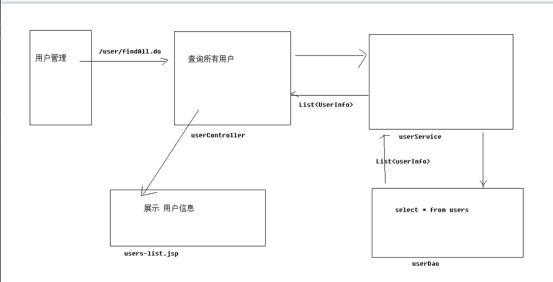 用户管理
/user/findAll.do
查询所有用户
userController
List<UserInfo>
userService
List<userInfo>
展示 用户信息
users-list.jsp
select * from users
userDao